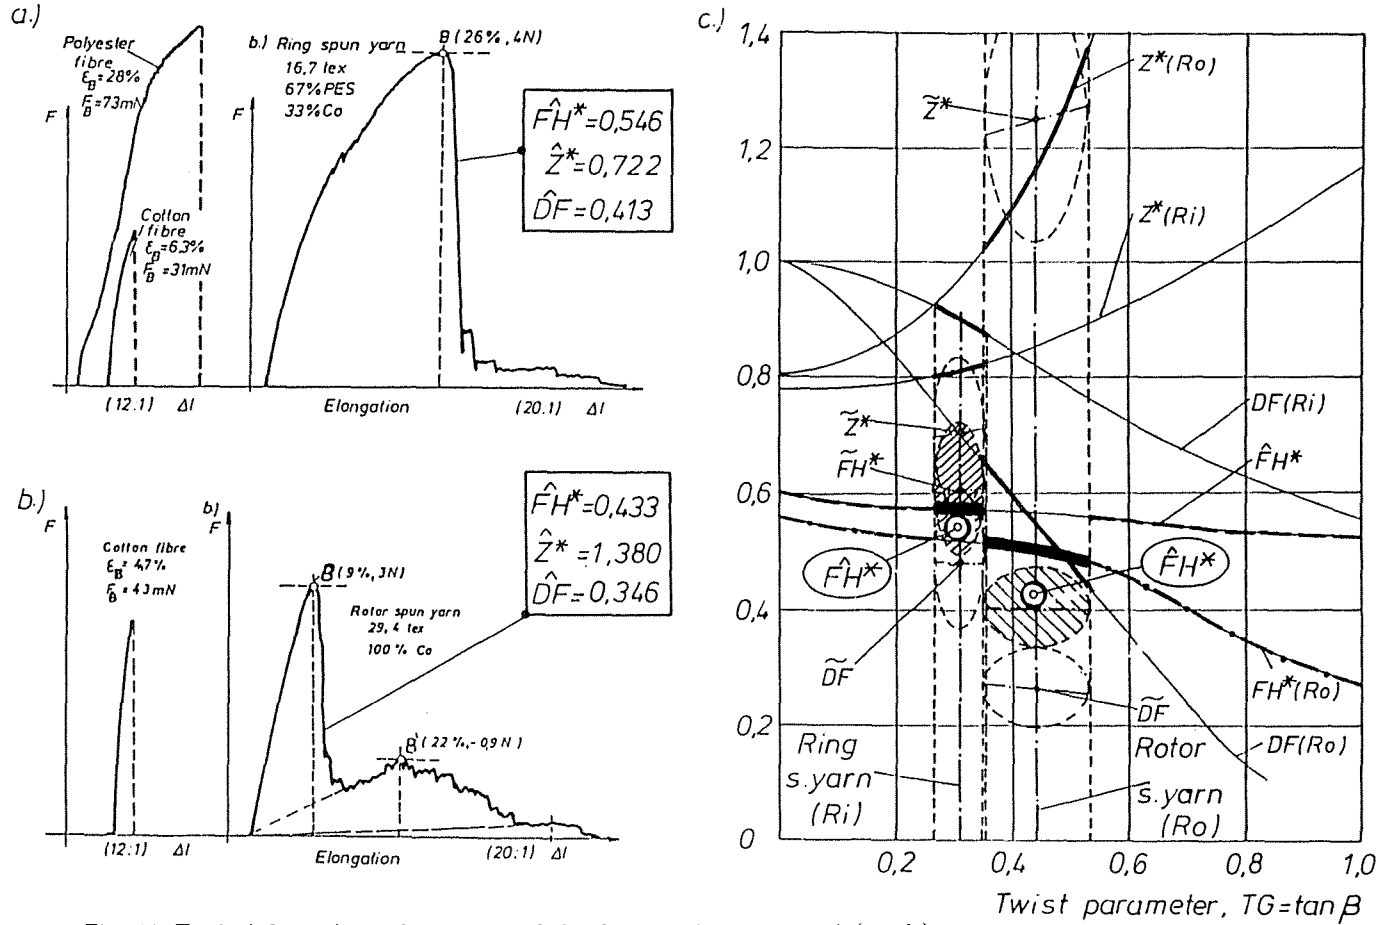 a.)
Polyester
fibre
ε_B=28%
F_B=73mN
F
Cotton
fibre
ε_B=6.3%
F_B=31mN
(12:1) Δl
b.) Ring spun yarn
16,7 tex
67% PES
33% Co
F
B (26%, 4N)
F̂H*=0,546
Ẑ*=0,722
D̂F=0,413
Elongation
(20:1) Δl
b.)
F
Cotton fibre
ε_B= 4,7%
F_B= 43mN
(12:1) Δl
b)
F
B (9%, 3N)
Rotor spun yarn
29,4 tex
100% Co
B' (22%,-0,9N)
F̂H*=0,433
Ẑ*=1,380
D̂F=0,346
Elongation
(20:1) Δl
c.)
1,4
1,2
1,0
0,8
0,6
0,4
0,2
0
Z*(Ro)
Z̃*
Z*(Ri)
DF(Ri)
Z̃*
F̃H*
F̂H*
F̂H*
F̂H*
D̃F
D̃F
FH*(Ro)
DF(Ro)
Ring
s.yarn
(Ri)
Rotor
s.yarn
(Ro)
0,2 0,4 0,6 0,8 1,0
Twist parameter, TG=tanβ